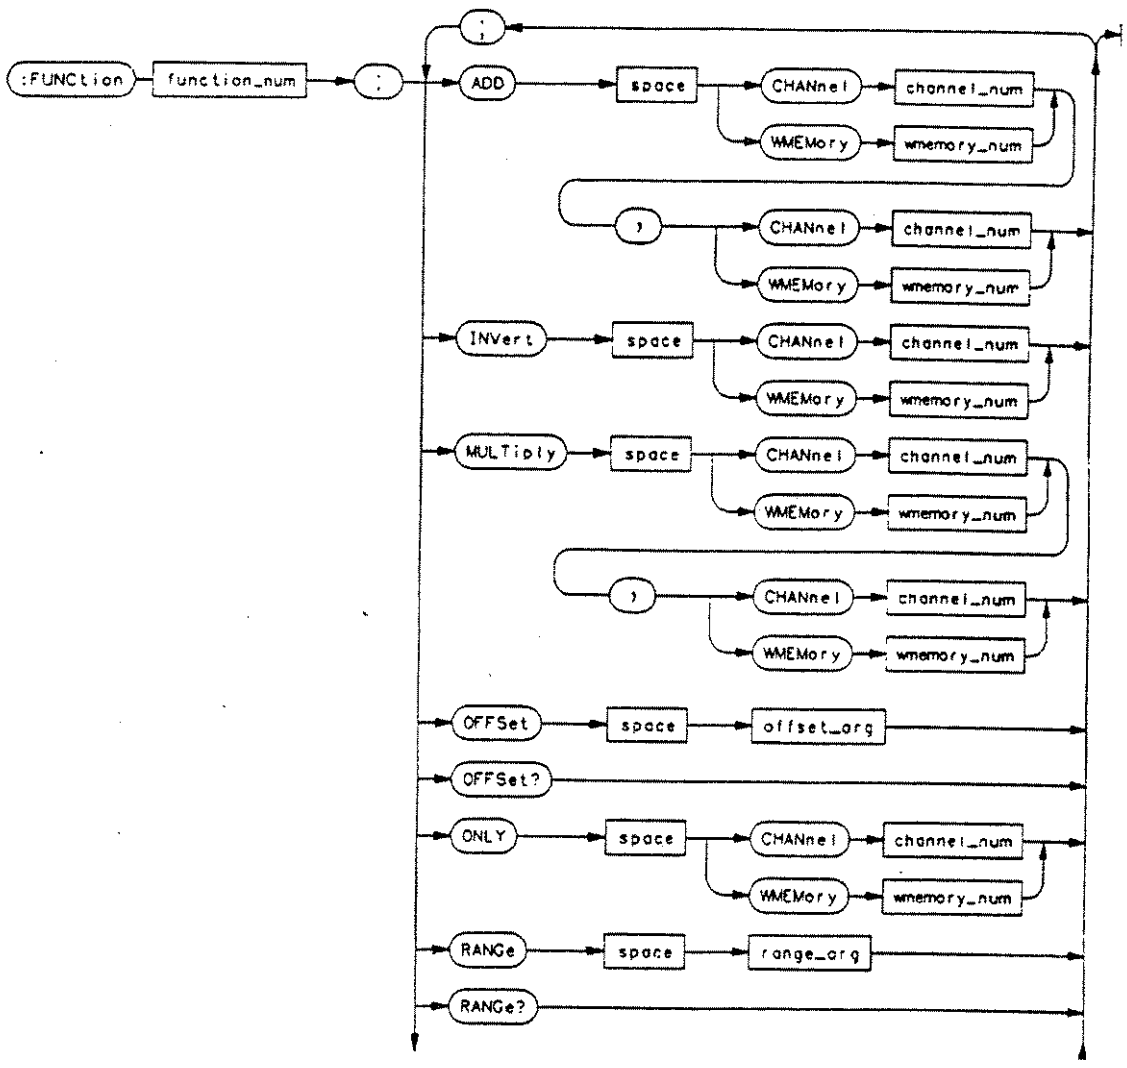 ;
:FUNCtion function_num : ADD space CHANnel channel_num
WMEMory wmemory_num
, CHANnel channel_num
WMEMory wmemory_num
INVert space CHANnel channel_num
WMEMory wmemory_num
MULTiply space CHANnel channel_num
WMEMory wmemory_num
, CHANnel channel_num
WMEMory wmemory_num
OFFSet space offset_arg
OFFSet?
ONLY space CHANnel channel_num
WMEMory wmemory_num
RANGe space range_arg
RANGe?